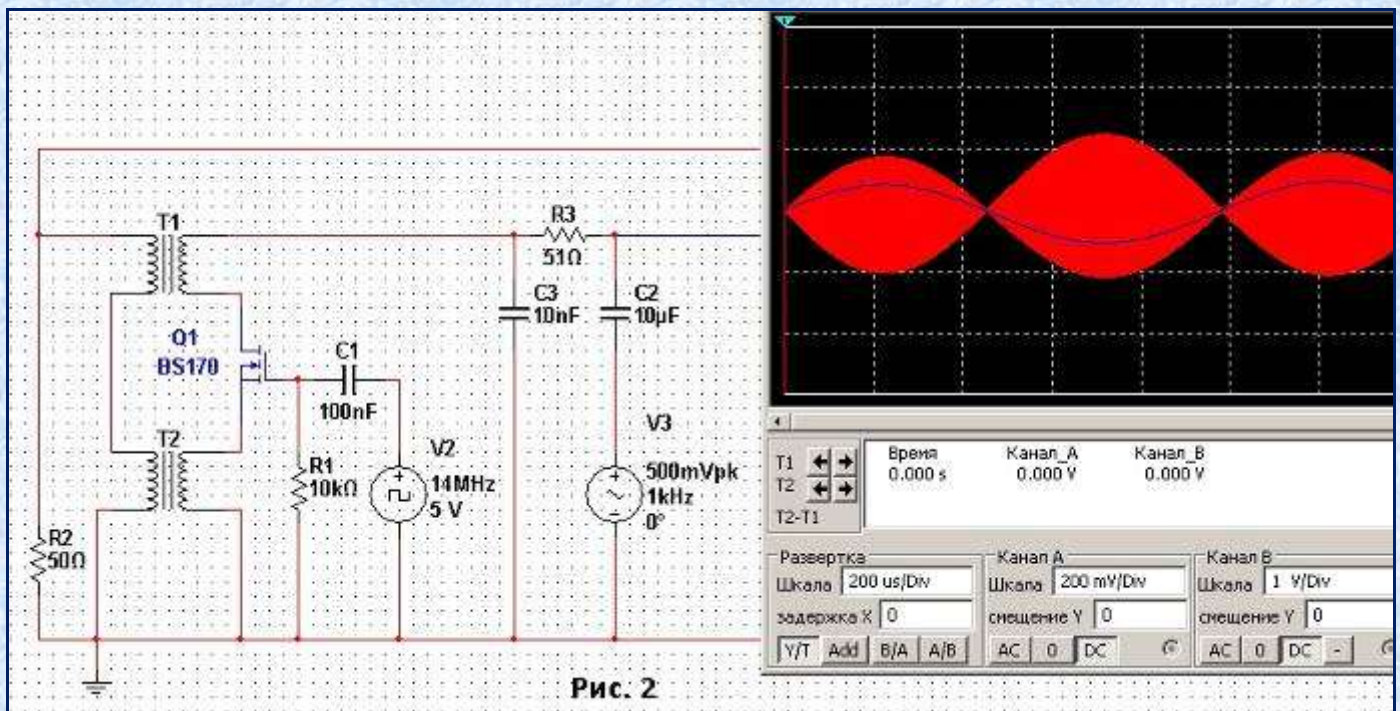 T1
R3
51Ω
C3
10nF
C2
10µF
Q1
BS170
C1
100nF
T2
V2
14MHz
5 V
V3
500mVpk
1kHz
0°
R1
10kΩ
R2
50Ω
Рис. 2
T1
T2
T2-T1
Время Канал_A Канал_B
0.000 s 0.000 V 0.000 V
Развертка
Шкала 200 us/Div
задержка X 0
Y/T Add B/A A/B
Канал A
Шкала 200 mV/Div
смещение Y 0
AC 0 DC
Канал B
Шкала 1 V/Div
смещение Y 0
AC 0 DC -